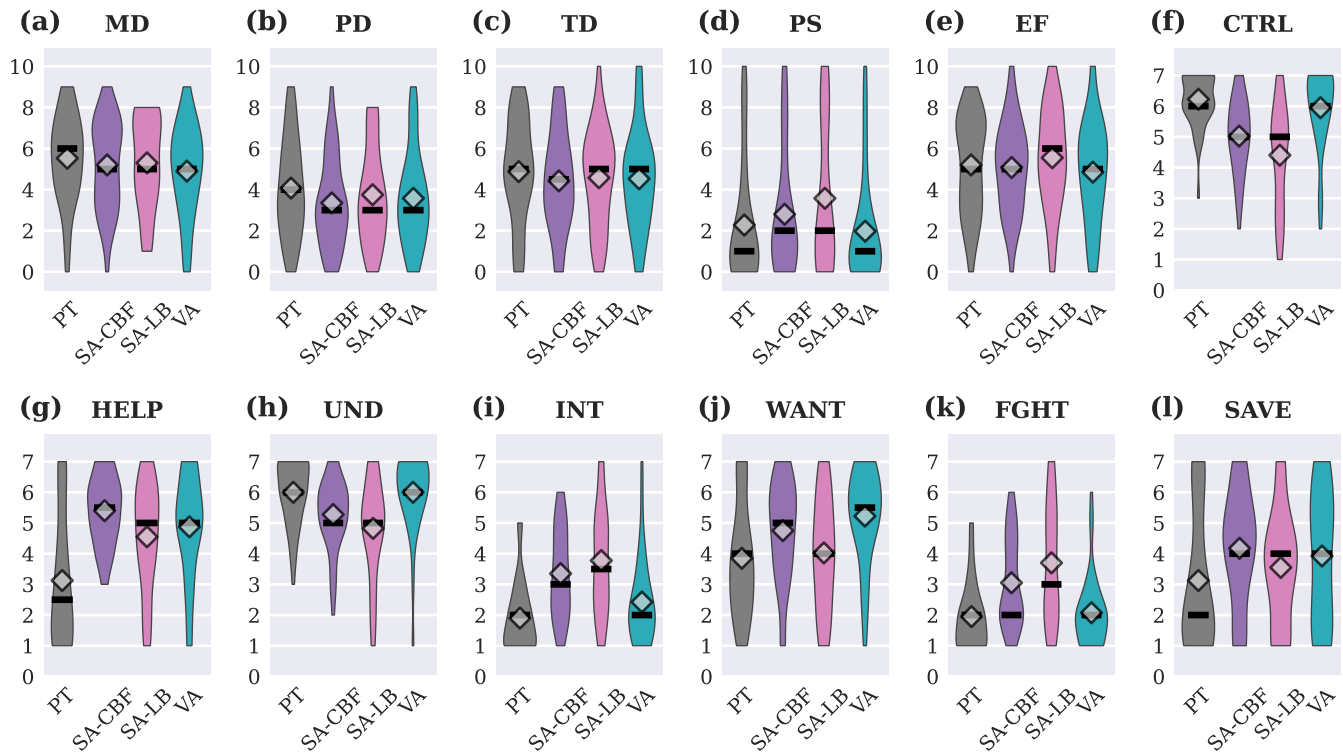 (a) MD (b) PD (c) TD (d) PS (e) EF (f) CTRL
10 10 10 10 10 7
8 8 8 8 8 6
6 6 6 6 6 5
4 4 4 4 4 4
2 2 2 2 2 3
0 0 0 0 0 2
1
0
PT SA-CBF SA-LB VA PT SA-CBF SA-LB VA PT SA-CBF SA-LB VA PT SA-CBF SA-LB VA PT SA-CBF SA-LB VA PT SA-CBF SA-LB VA
(g) HELP (h) UND (i) INT (j) WANT (k) FGHT (l) SAVE
7 7 7 7 7 7
6 6 6 6 6 6
5 5 5 5 5 5
4 4 4 4 4 4
3 3 3 3 3 3
2 2 2 2 2 2
1 1 1 1 1 1
0 0 0 0 0 0
PT SA-CBF SA-LB VA PT SA-CBF SA-LB VA PT SA-CBF SA-LB VA PT SA-CBF SA-LB VA PT SA-CBF SA-LB VA PT SA-CBF SA-LB VA